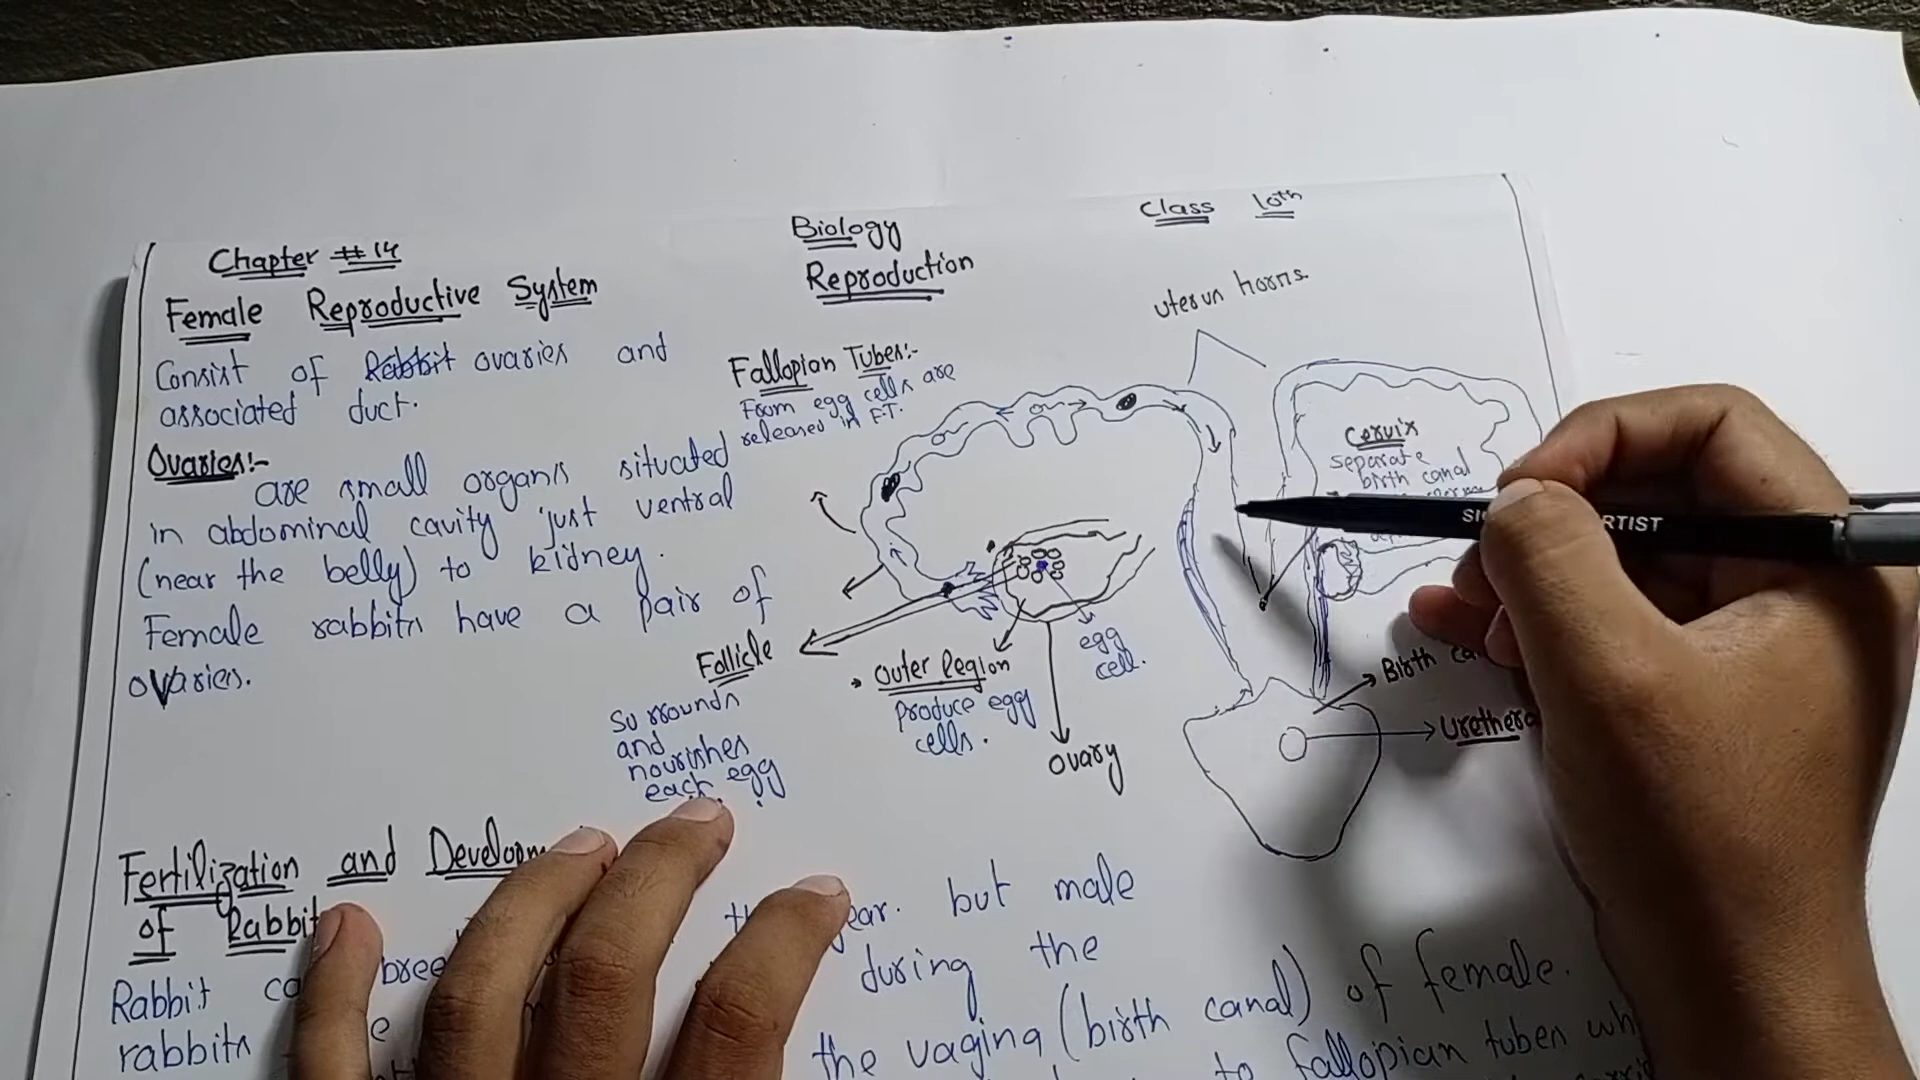 Chapter # 14
Biology
Class 10th
Female Reproductive System
Reproduction
Consist of Rabbit ovaries and
associated duct.
Ovaries:-
are small organs situated
in abdominal cavity just ventral
(near the belly) to kidney.
Female rabbits have a pair of
ovaries.
Fallopian Tubes:-
From egg cells are
released in F.T.
uterun horns.
Cervix
separate
birth canal
Follicle
Surrounds
and
nourishes
each egg
Outer Region
produce egg
cells.
egg
cell.
Ovary
Birth
Urethera
SI
RTIST
Fertilization and
of Rabbit
Rabbit
year. but male
rabbits
during the
the vaging (birth canal) of female.
to fallopian tubes